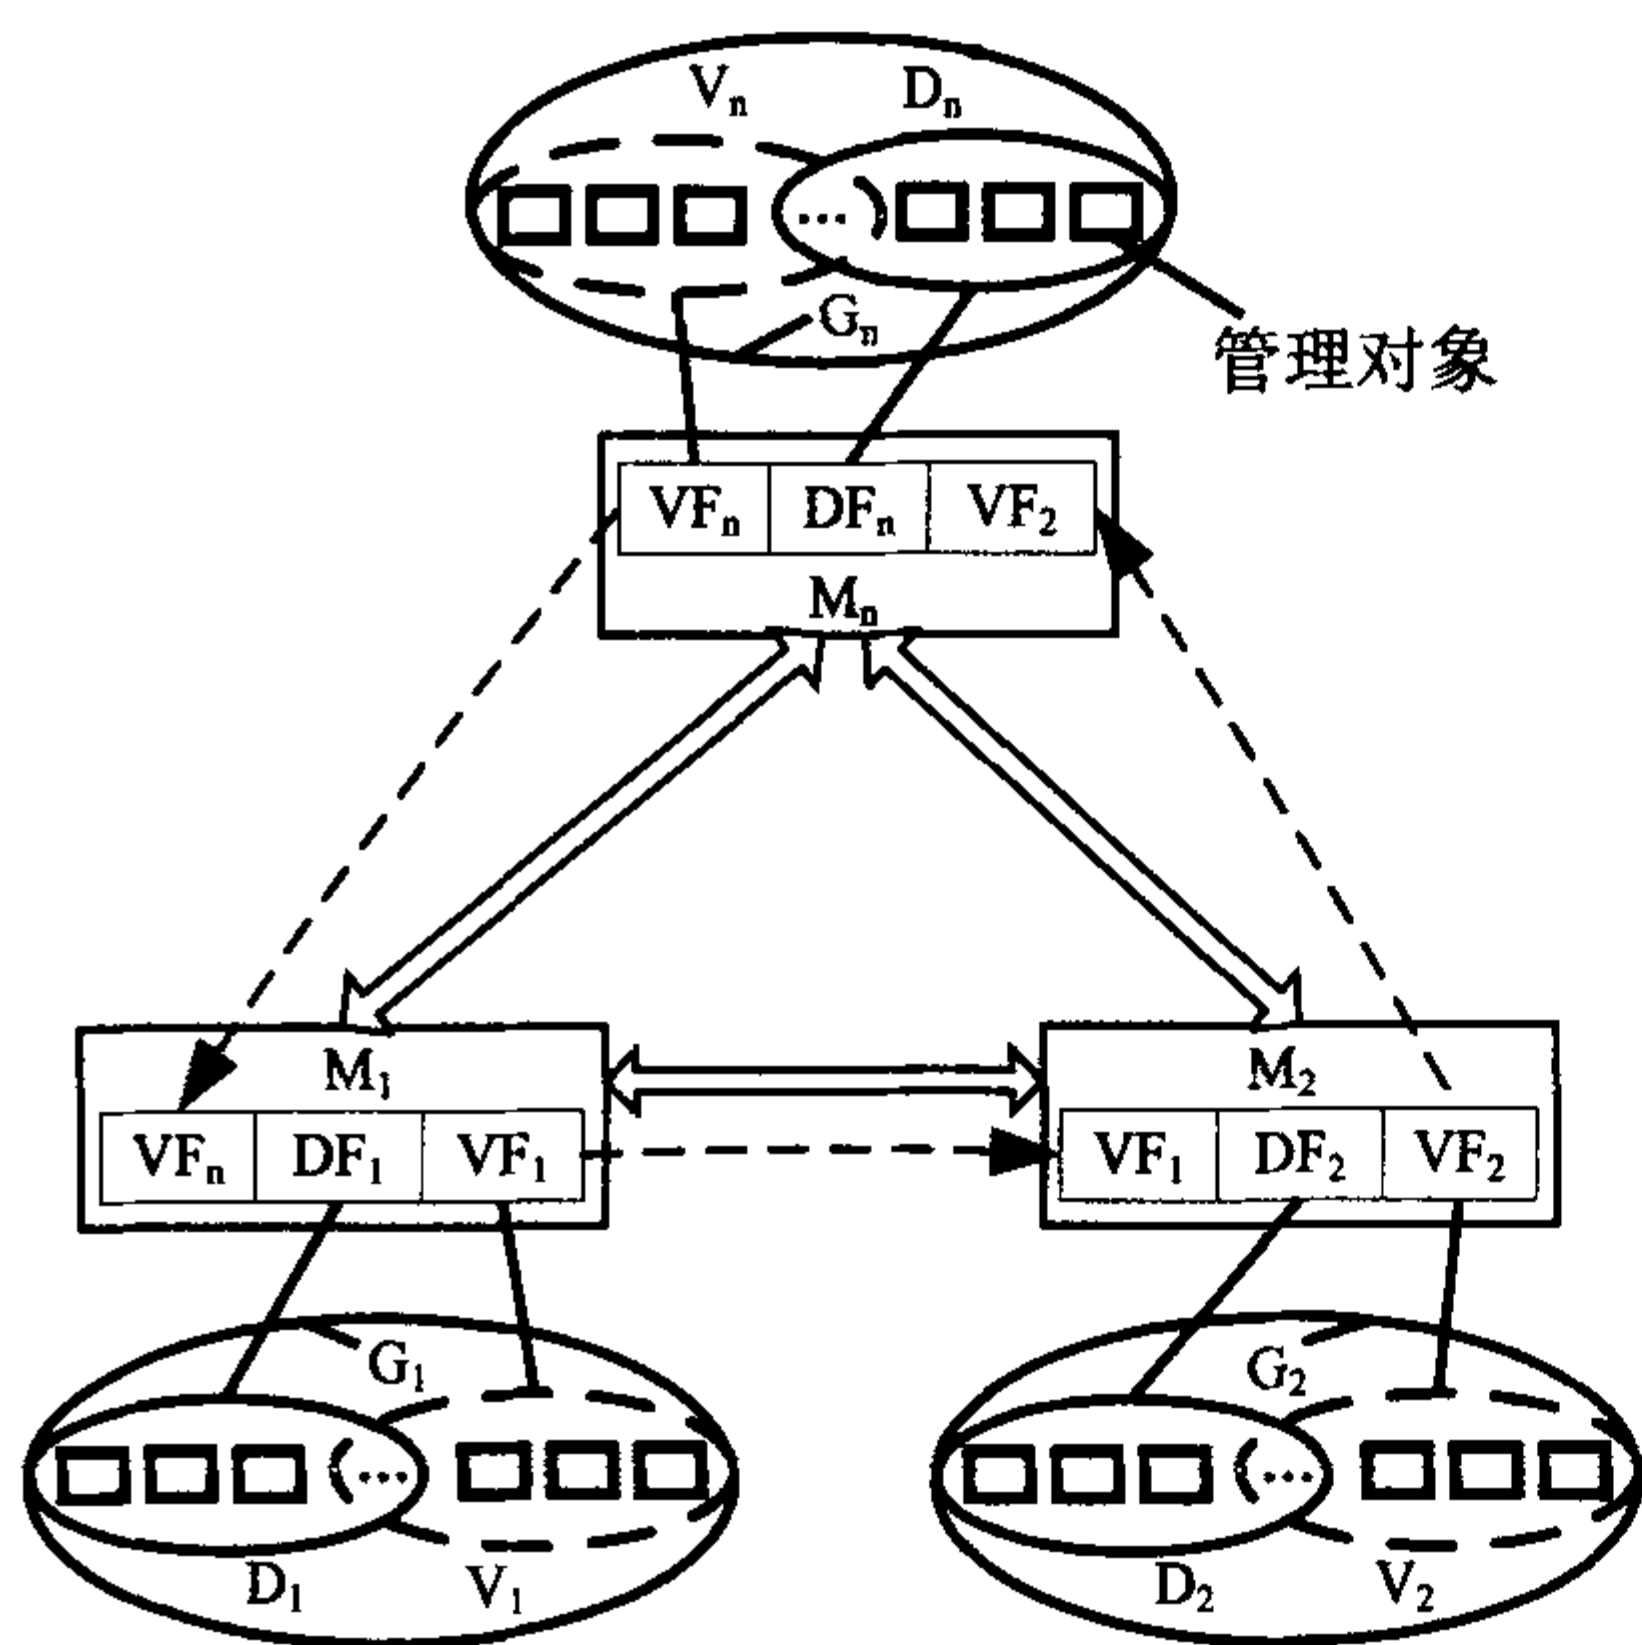 Vn Dn
...
Gn
管理对象
VFn DFn VF2
Mn
M1 M2
VFn DF1 VF1 VF1 DF2 VF2
G1 G2
(... (...
D1 V1 D2 V2